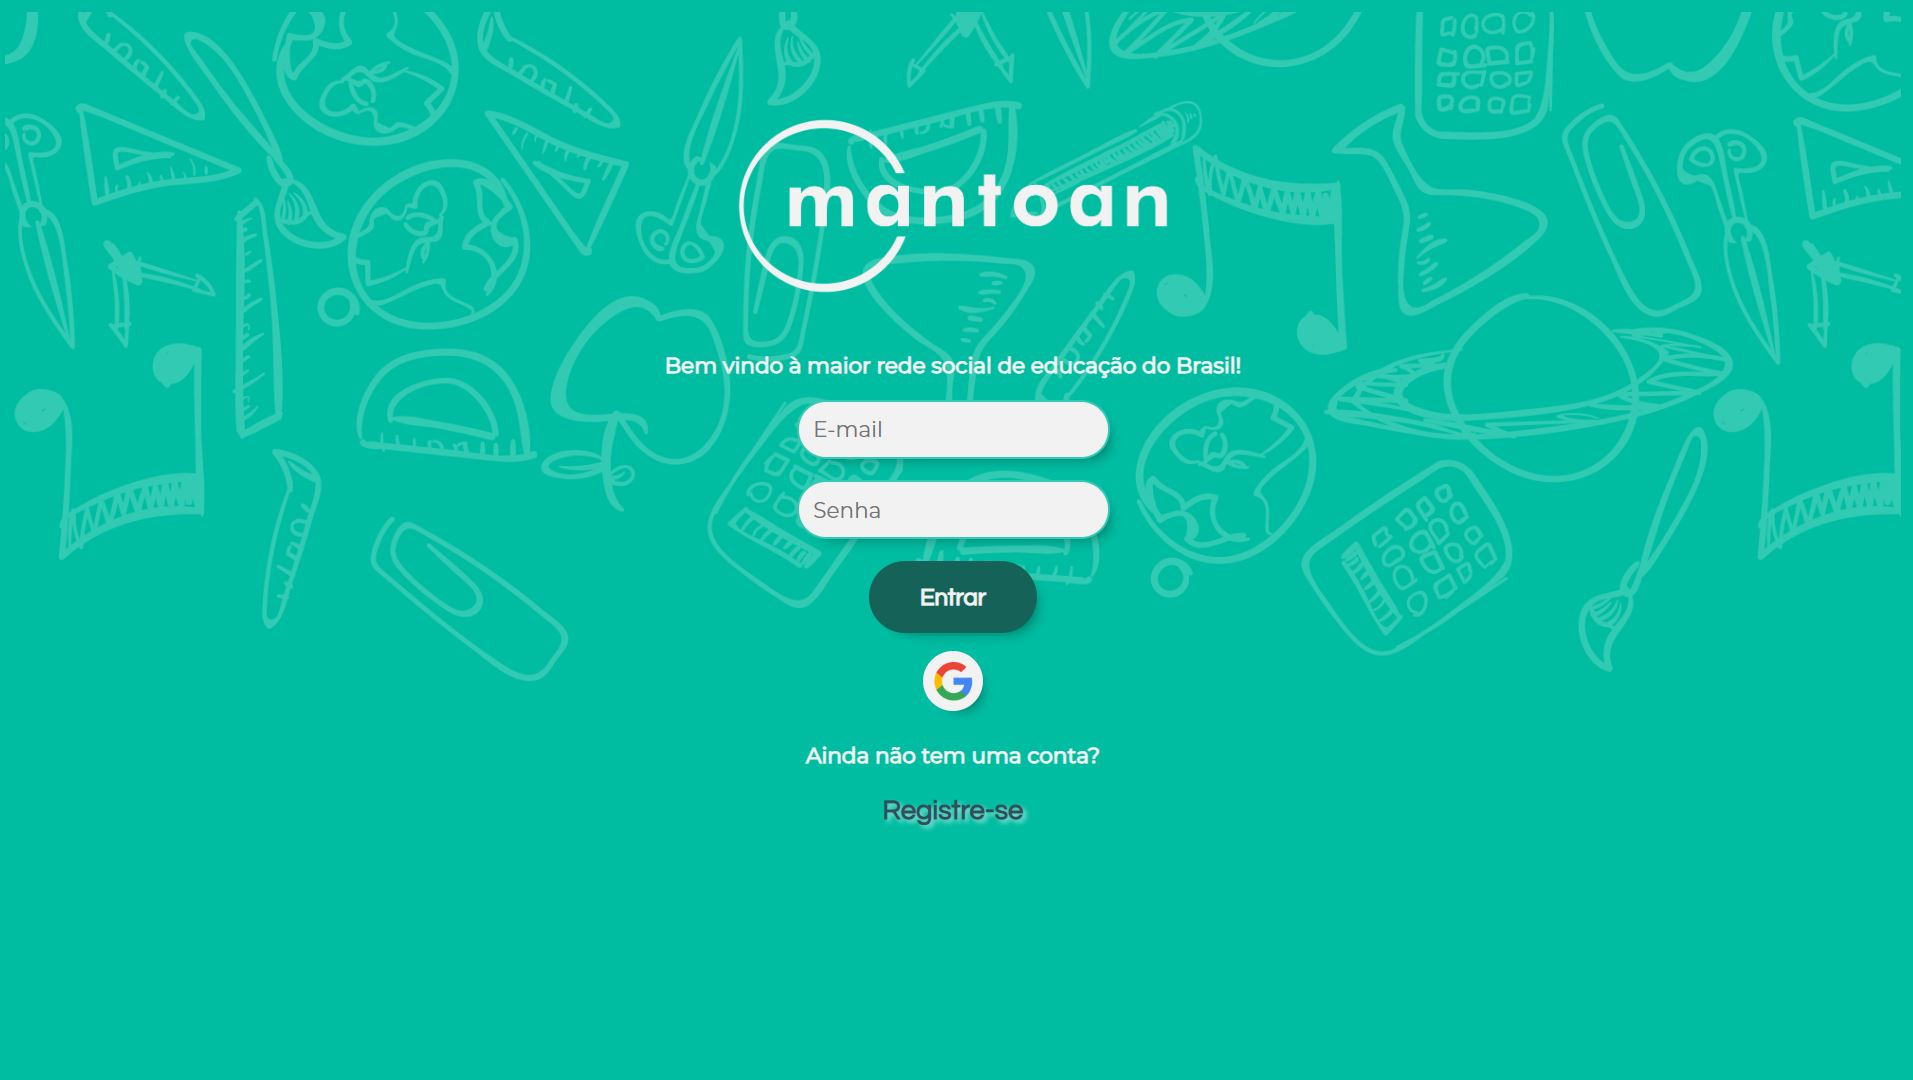 mantoan
Bem vindo à maior rede social de educação do Brasil!
E-mail
Senha
Entrar
Ainda não tem uma conta?
Registre-se